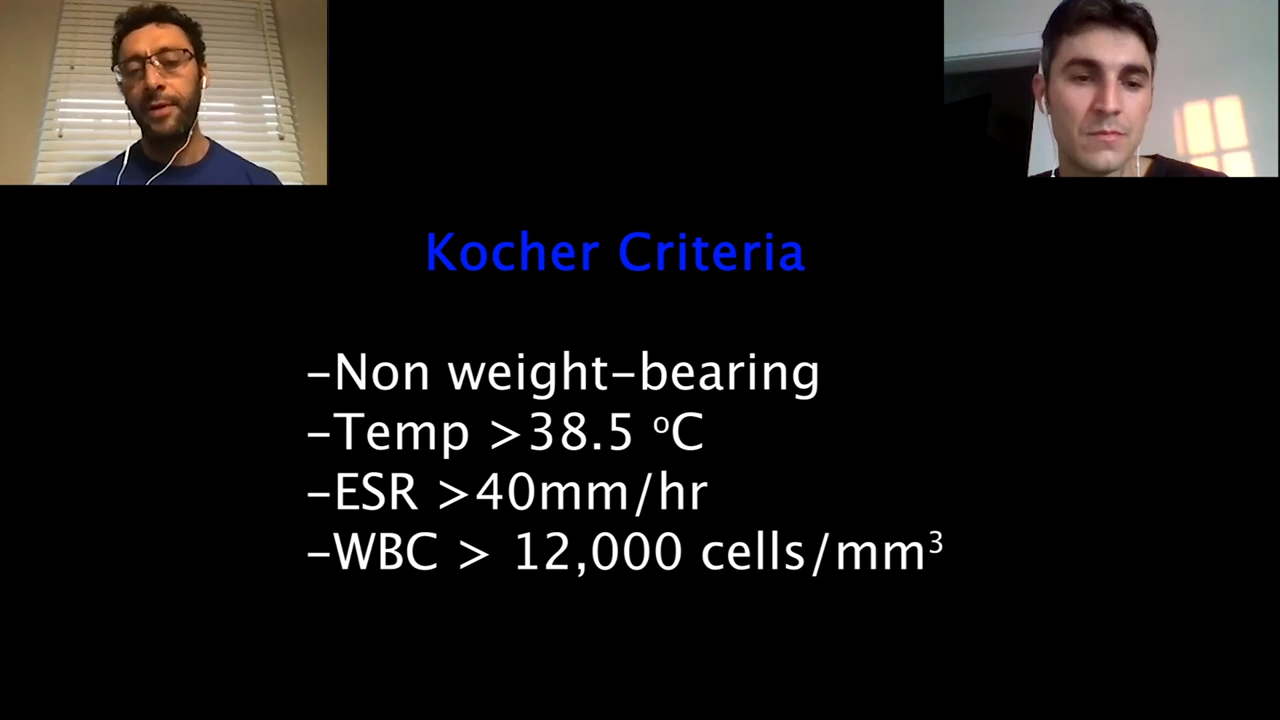 Kocher Criteria
-Non weight-bearing
-Temp >38.5 ºC
-ESR >40mm/hr
-WBC > 12,000 cells/mm³